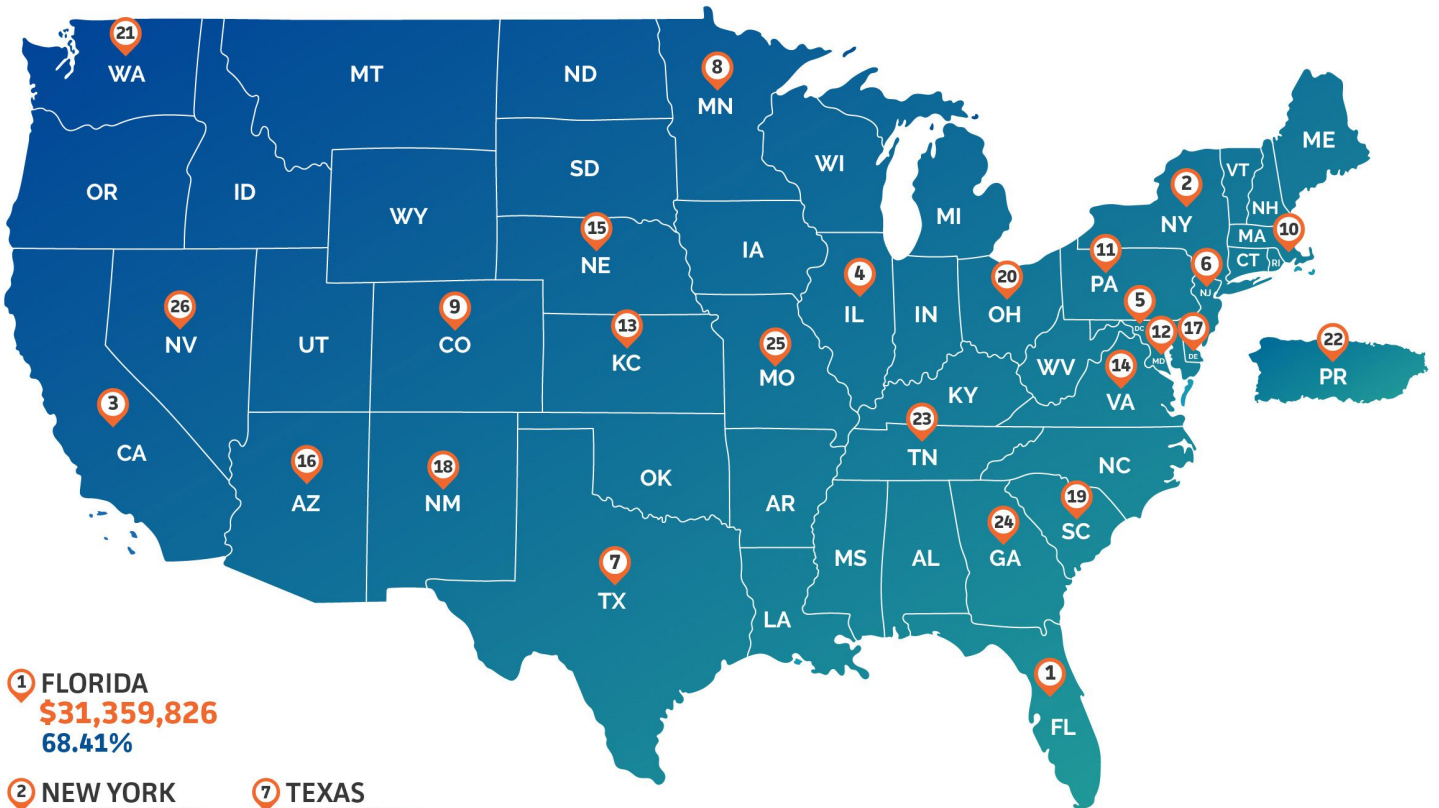 21
WA
MT
ND
8
MN
ME
OR
ID
SD
WI
VT
2
WY
MI
NY
NH
15
NE
IA
MA
10
11
PA
CT
RI
6
NJ
26
NV
UT
9
CO
4
IL
IN
20
OH
5
DC
12
MD
17
DE
13
KC
25
MO
WV
14
VA
22
PR
3
CA
KY
23
TN
16
AZ
18
NM
OK
AR
NC
19
SC
24
GA
7
TX
MS
AL
LA
1
FL
1 FLORIDA
$31,359,826
68.41%
2 NEW YORK
7 TEXAS